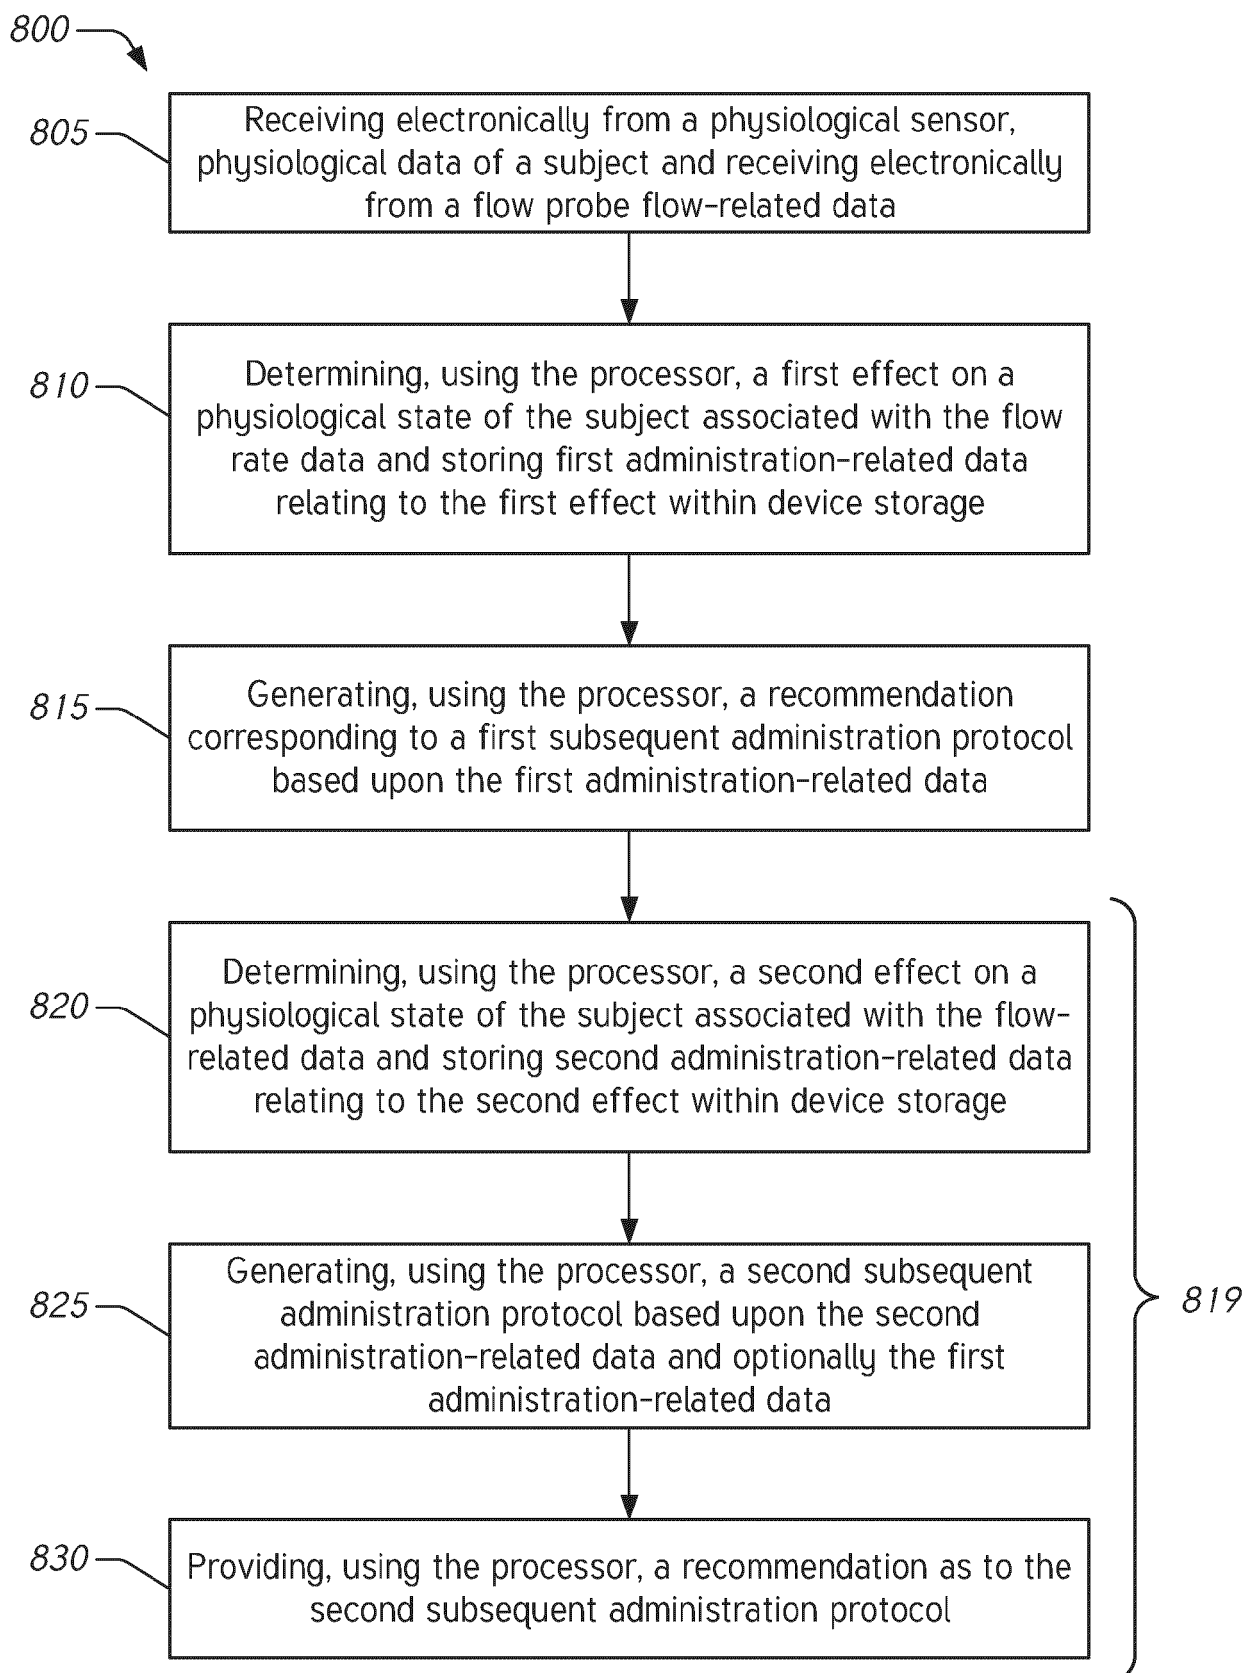 800
805
Receiving electronically from a physiological sensor,
physiological data of a subject and receiving electronically
from a flow probe flow-related data
810
Determining, using the processor, a first effect on a
physiological state of the subject associated with the flow
rate data and storing first administration-related data
relating to the first effect within device storage
815
Generating, using the processor, a recommendation
corresponding to a first subsequent administration protocol
based upon the first administration-related data
820
Determining, using the processor, a second effect on a
physiological state of the subject associated with the flow-
related data and storing second administration-related data
relating to the second effect within device storage
825
Generating, using the processor, a second subsequent
administration protocol based upon the second
administration-related data and optionally the first
administration-related data
819
830
Providing, using the processor, a recommendation as to the
second subsequent administration protocol